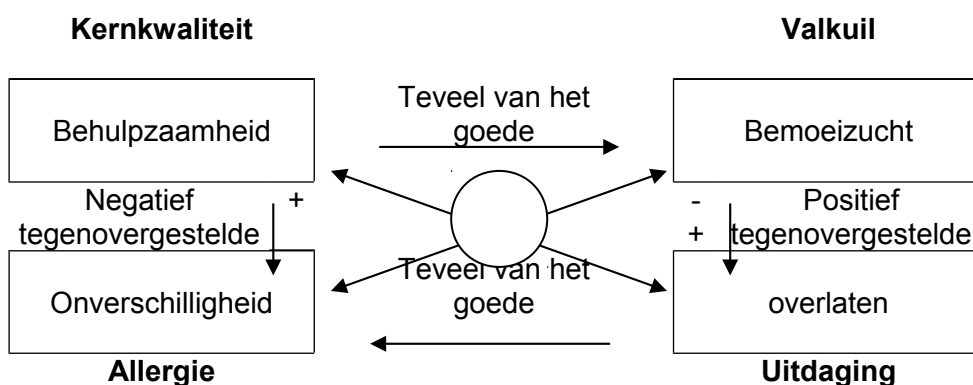 Kernkwaliteit
Valkuil
Behulpzaamheid
Teveel van het
goede
Bemoeizucht
Negatief
tegenovergestelde
+
-
+
Positief
tegenovergestelde
Onverschilligheid
Teveel van het
goede
overlaten
Allergie
Uitdaging